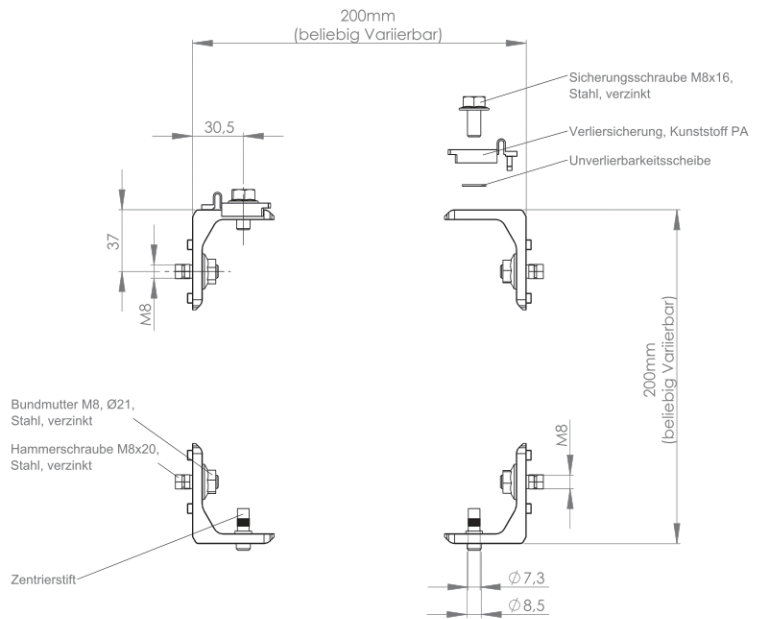 200mm
(beliebig Variierbar)
Sicherungsschraube M8x16,
Stahl, verzinkt
30,5
Verliersicherung, Kunststoff PA
Unverlierbarkeitsscheibe
37
M8
200mm
(beliebig Variierbar)
Bundmutter M8, Ø21,
Stahl, verzinkt
M8
Hammerschraube M8x20,
Stahl, verzinkt
Zentrierstift
Ø7,3
Ø8,5